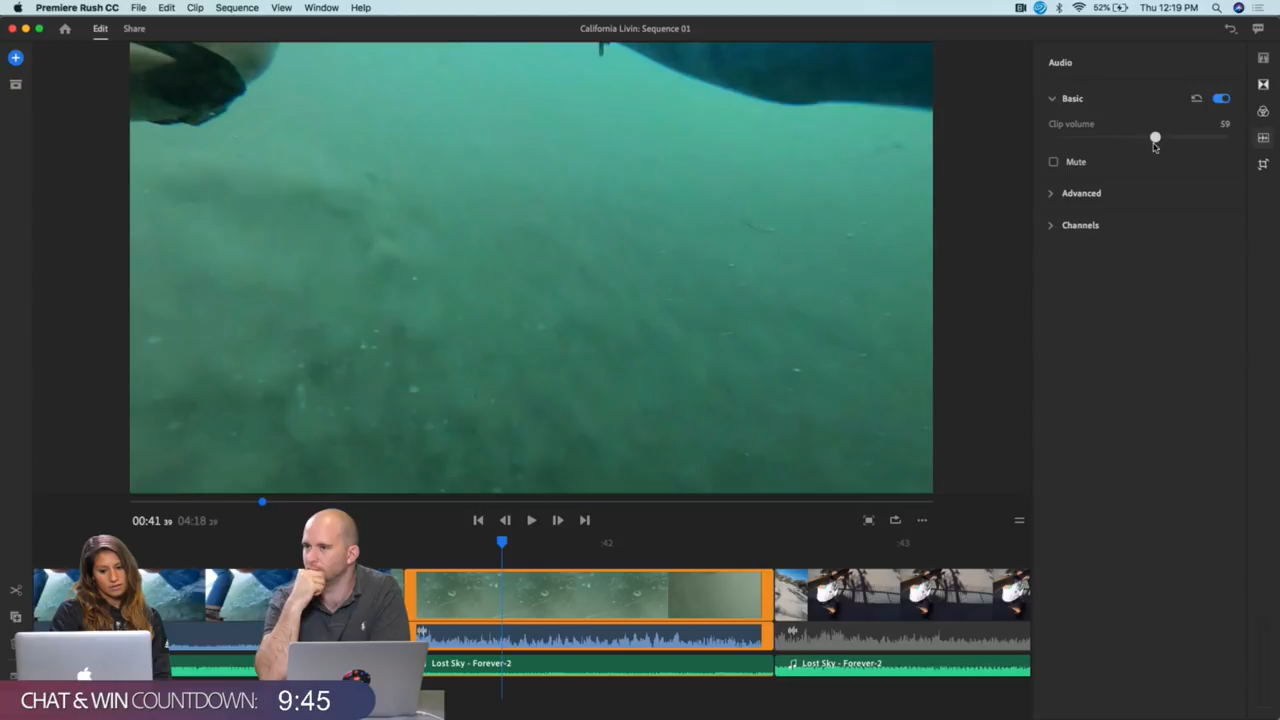 Premiere Rush CC File Edit Clip Sequence View Window Help 52% Thu 12:19 PM
Edit Share California Livin: Sequence 01
Audio
Basic
Clip volume 59
Mute
Advanced
Channels
00:41 39 04:18 29
:42 :43
Lost Sky - Forever-2 Lost Sky - Forever-2
CHAT & WIN COUNTDOWN: 9:45